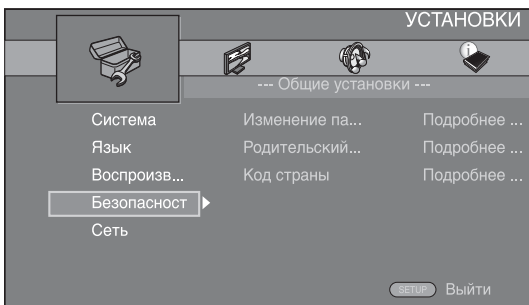 УСТАНОВКИ
--- Общие установки ---
Система Изменение па... Подробнее ...
Язык Родительский... Подробнее ...
Воспроизв... Код страны Подробнее ...
Безопасност
Сеть
SETUP Выйти